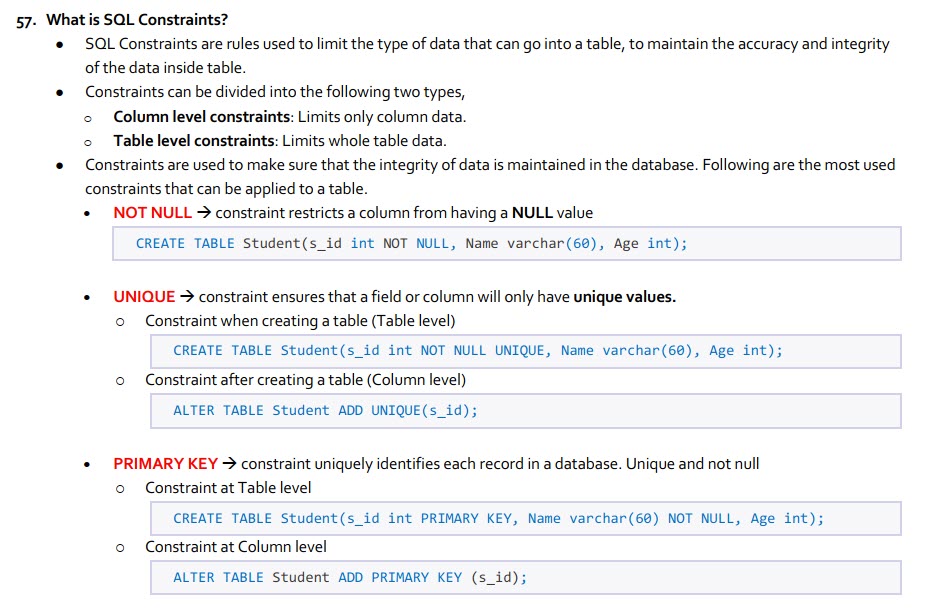 57. What is SQL Constraints?
• SQL Constraints are rules used to limit the type of data that can go into a table, to maintain the accuracy and integrity
of the data inside table.
• Constraints can be divided into the following two types,
o Column level constraints: Limits only column data.
o Table level constraints: Limits whole table data.
• Constraints are used to make sure that the integrity of data is maintained in the database. Following are the most used
constraints that can be applied to a table.
• NOT NULL → constraint restricts a column from having a NULL value
CREATE TABLE Student(s_id int NOT NULL, Name varchar(60), Age int);
• UNIQUE → constraint ensures that a field or column will only have unique values.
o Constraint when creating a table (Table level)
CREATE TABLE Student(s_id int NOT NULL UNIQUE, Name varchar(60), Age int);
o Constraint after creating a table (Column level)
ALTER TABLE Student ADD UNIQUE(s_id);
• PRIMARY KEY → constraint uniquely identifies each record in a database. Unique and not null
o Constraint at Table level
CREATE TABLE Student(s_id int PRIMARY KEY, Name varchar(60) NOT NULL, Age int);
o Constraint at Column level
ALTER TABLE Student ADD PRIMARY KEY (s_id);